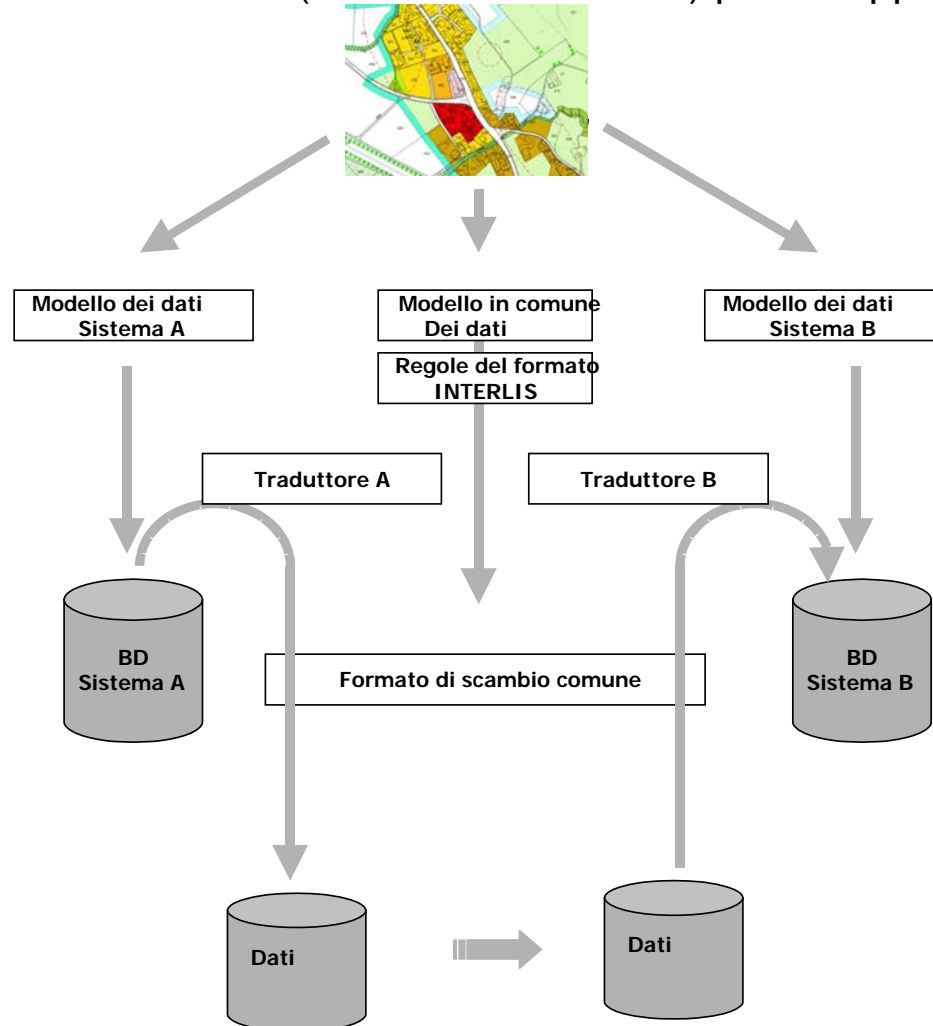 Modello dei dati
Sistema A
Modello in comune
Dei dati
Modello dei dati
Sistema B
Regole del formato
INTERLIS
Traduttore A
Traduttore B
BD
Sistema A
BD
Sistema B
Formato di scambio comune
Dati
Dati